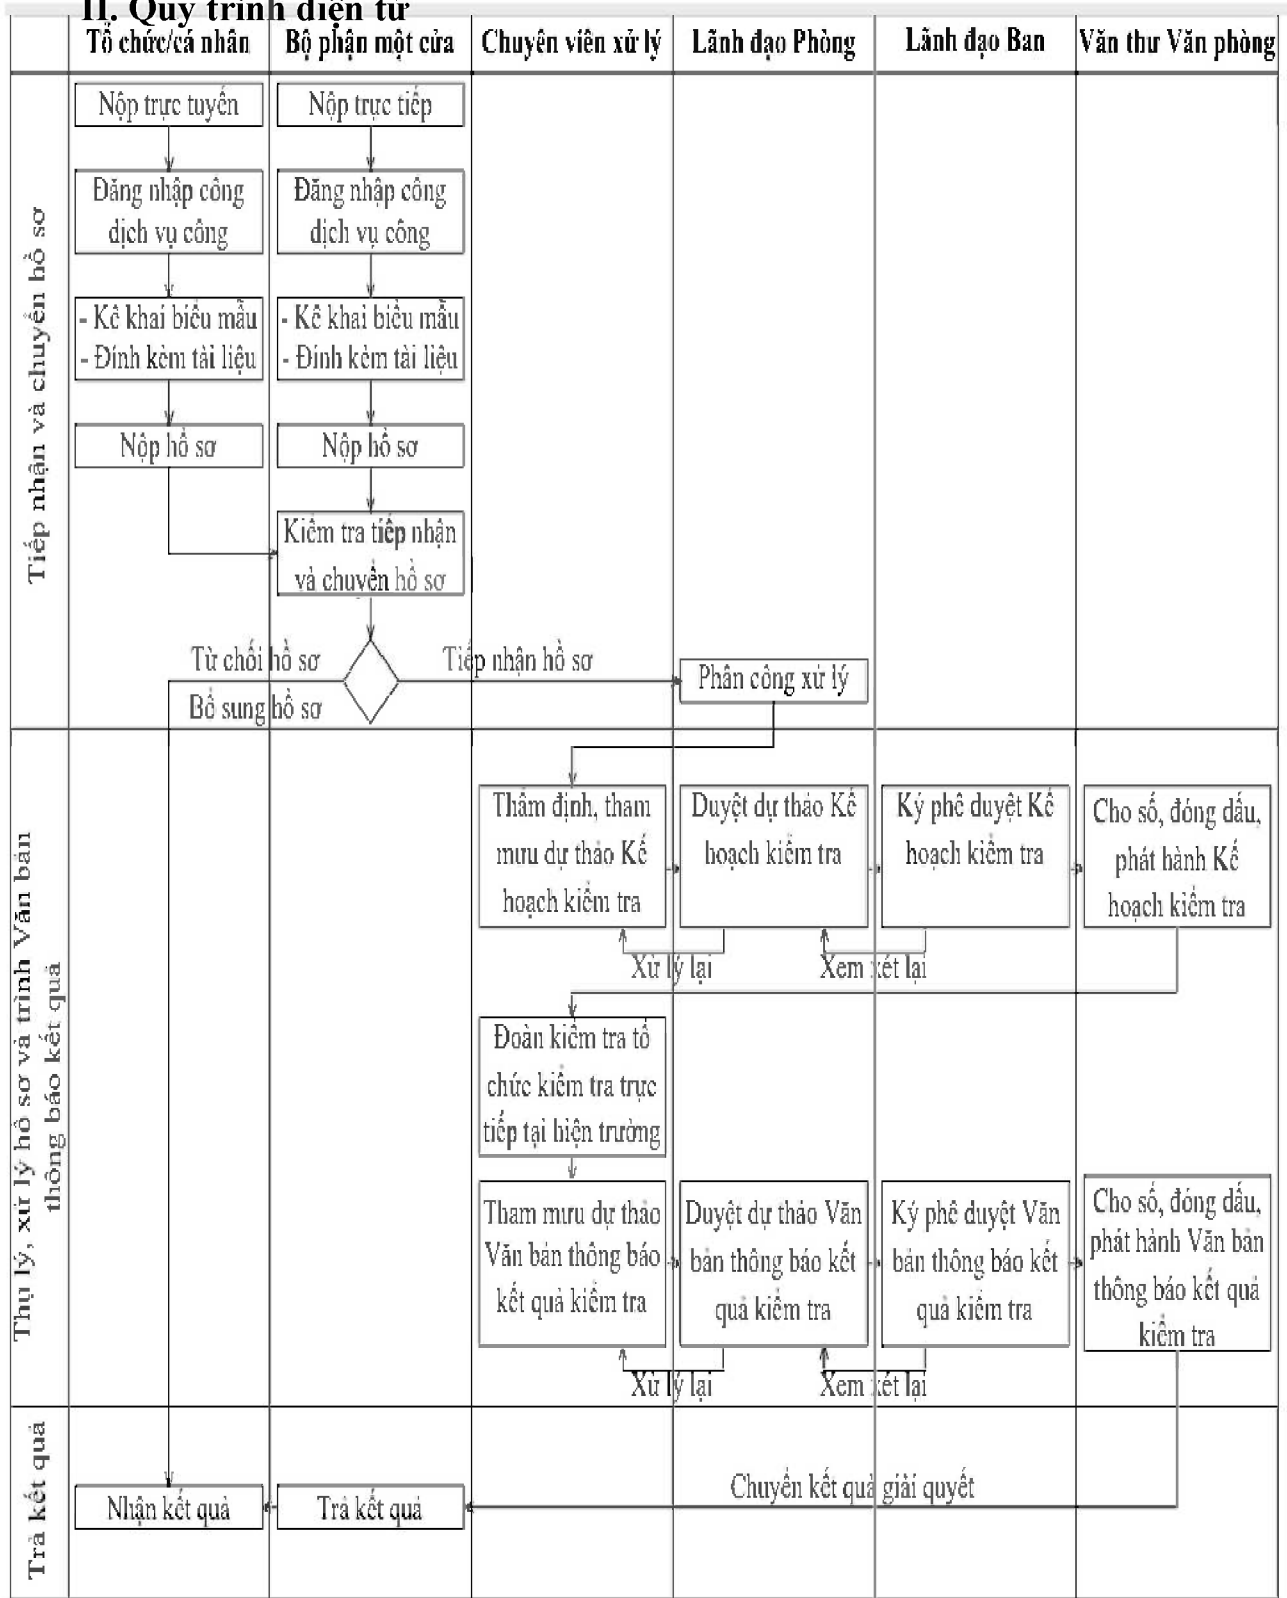 II. Quy trình điện tử
Tổ chức/cá nhân
Bộ phận một cửa
Chuyên viên xử lý
Lãnh đạo Phòng
Lãnh đạo Ban
Văn thư Văn phòng
Tiếp nhận và chuyển hồ sơ
Nộp trực tuyến
Nộp trực tiếp
Đăng nhập công
dịch vụ công
Đăng nhập công
dịch vụ công
- Kê khai biểu mẫu
- Đính kèm tài liệu
- Kê khai biểu mẫu
- Đính kèm tài liệu
Nộp hồ sơ
Nộp hồ sơ
Kiểm tra tiếp nhận
và chuyển hồ sơ
Từ chối hồ sơ
Bổ sung hồ sơ
Tiếp nhận hồ sơ
Phân công xử lý
Thụ lý, xử lý hồ sơ và trình Văn bản
thông báo kết quả
Thẩm định, tham
mưu dự thảo Kế
hoạch kiểm tra
Duyệt dự thảo Kế
hoạch kiểm tra
Ký phê duyệt Kế
hoạch kiểm tra
Cho số, đóng dấu,
phát hành Kế
hoạch kiểm tra
Xử lý lại
Xem xét lại
Đoàn kiểm tra tổ
chức kiểm tra trực
tiếp tại hiện trường
Tham mưu dự thảo
Văn bản thông báo
kết quả kiểm tra
Duyệt dự thảo Văn
bản thông báo kết
quả kiểm tra
Ký phê duyệt Văn
bản thông báo kết
quả kiểm tra
Cho số, đóng dấu,
phát hành Văn bản
thông báo kết quả
kiểm tra
Xử lý lại
Xem xét lại
Trả kết quả
Nhận kết quả
Trả kết quả
Chuyển kết quả giải quyết